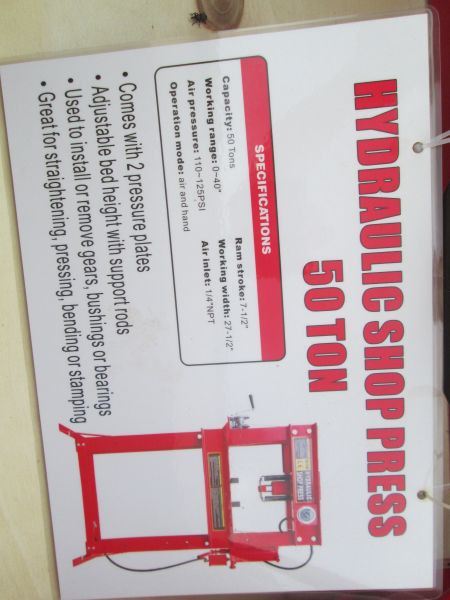 HYDRAULIC SHOP PRESS
50 TON
SPECIFICATIONS
Capacity: 50 Tons
Working range: 0~40"
Air pressure: 110~125PSI
Operation mode: air and hand
Ram stroke: 7-1/2"
Working width: 27-1/2"
Air inlet: 1/4"NPT
• Comes with 2 pressure plates
• Adjustable bed height with support rods
• Used to install or remove gears, bushings or bearings
• Great for straightening, pressing, bending or stamping
HYDRAULIC
SHOP PRESS